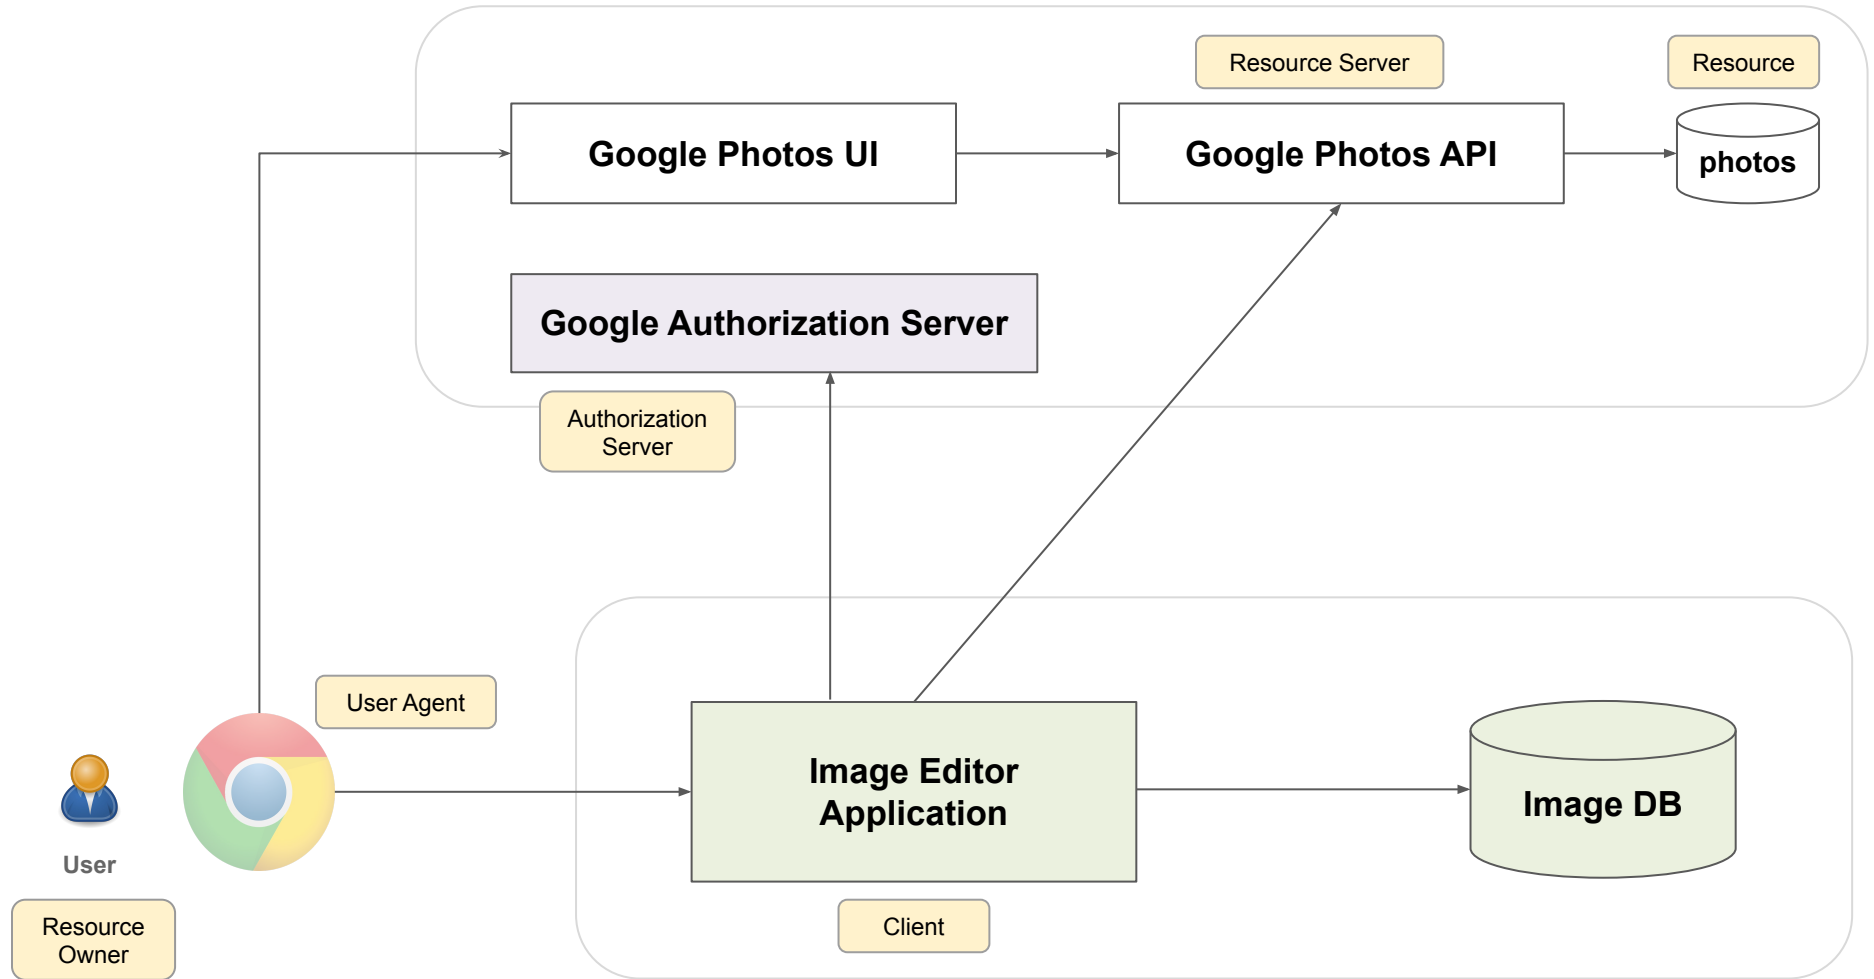 Resource Server
Resource
Google Photos UI
Google Photos API
photos
Google Authorization Server
Authorization
Server
User Agent
Image Editor
Application
Image DB
User
Resource
Owner
Client